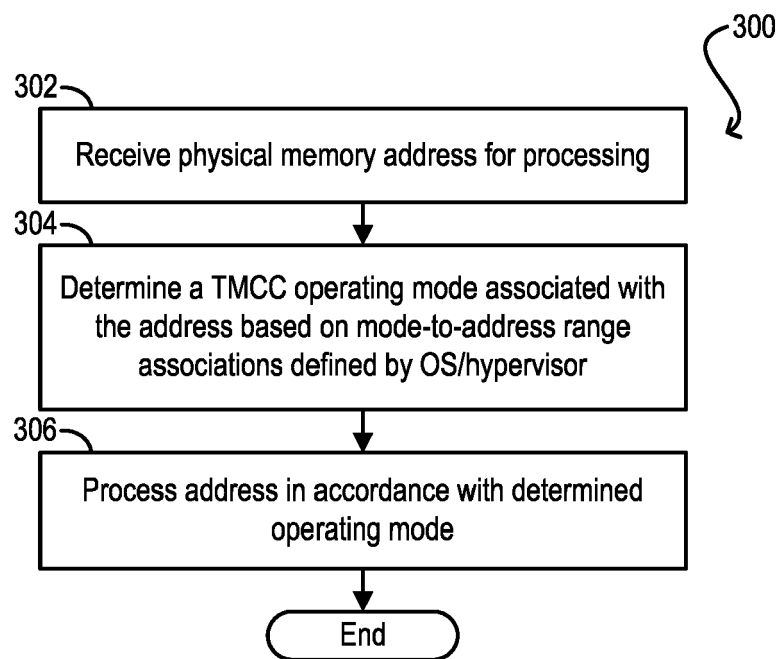 300
302
Receive physical memory address for processing
304
Determine a TMCC operating mode associated with
the address based on mode-to-address range
associations defined by OS/hypervisor
306
Process address in accordance with determined
operating mode
End